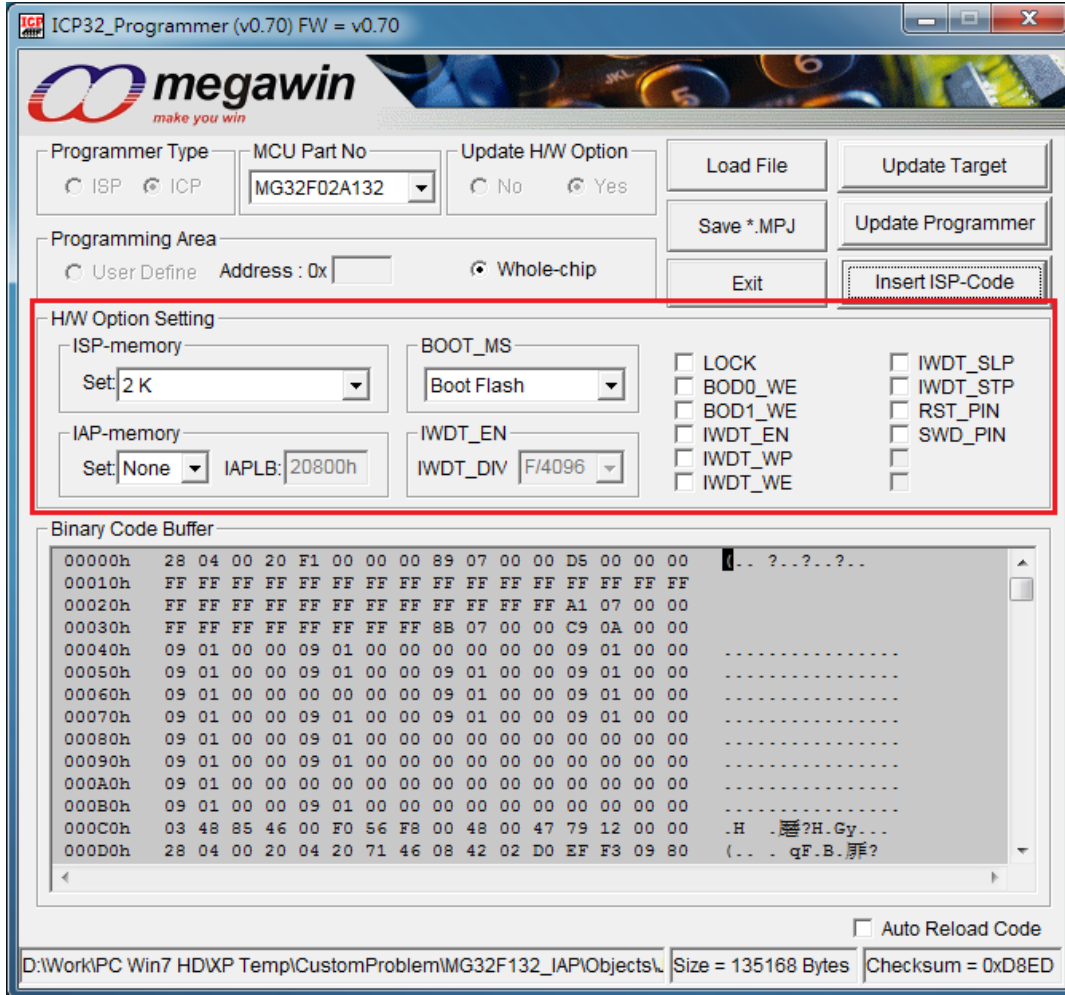 ICP32_Programmer (v0.70) FW = v0.70
megawin
make you win
Programmer Type
ISP ICP
MCU Part No
MG32F02A132
Update H/W Option
No Yes
Load File
Update Target
Save *.MPJ
Update Programmer
Exit
Insert ISP-Code
Programming Area
User Define Address : 0x
Whole-chip
H/W Option Setting
ISP-memory
Set: 2 K
BOOT_MS
Boot Flash
IAP-memory
Set: None IAPLB: 20800h
IWDT_EN
IWDT_DIV F/4096
LOCK
BOD0_WE
BOD1_WE
IWDT_EN
IWDT_WP
IWDT_WE
IWDT_SLP
IWDT_STP
RST_PIN
SWD_PIN
Binary Code Buffer
00000h 28 04 00 20 F1 00 00 00 89 07 00 00 D5 00 00 00 (.. ?..?..?..
00010h FF FF FF FF FF FF FF FF FF FF FF FF FF FF FF FF
00020h FF FF FF FF FF FF FF FF FF FF FF FF A1 07 00 00
00030h FF FF FF FF FF FF FF FF 8B 07 00 00 C9 0A 00 00
00040h 09 01 00 00 09 01 00 00 00 00 00 00 09 01 00 00 ................
00050h 09 01 00 00 09 01 00 00 09 01 00 00 09 01 00 00 ................
00060h 09 01 00 00 00 00 00 00 09 01 00 00 09 01 00 00 ................
00070h 09 01 00 00 09 01 00 00 09 01 00 00 09 01 00 00 ................
00080h 09 01 00 00 09 01 00 00 00 00 00 00 00 00 00 00 ................
00090h 09 01 00 00 09 01 00 00 00 00 00 00 00 00 00 00 ................
000A0h 09 01 00 00 00 00 00 00 00 00 00 00 00 00 00 00 ................
000B0h 09 01 00 00 09 01 00 00 00 00 00 00 00 00 00 00 ................
000C0h 03 48 85 46 00 F0 56 F8 00 48 00 47 79 12 00 00 .H ?H.Gy...
000D0h 28 04 00 20 04 20 71 46 08 42 02 D0 EF F3 09 80 (.. . qF.B.?
Auto Reload Code
D:\Work\PC Win7 HD\XP Temp\CustomProblem\MG32F132_IAP\Objects\
Size = 135168 Bytes
Checksum = 0xD8ED